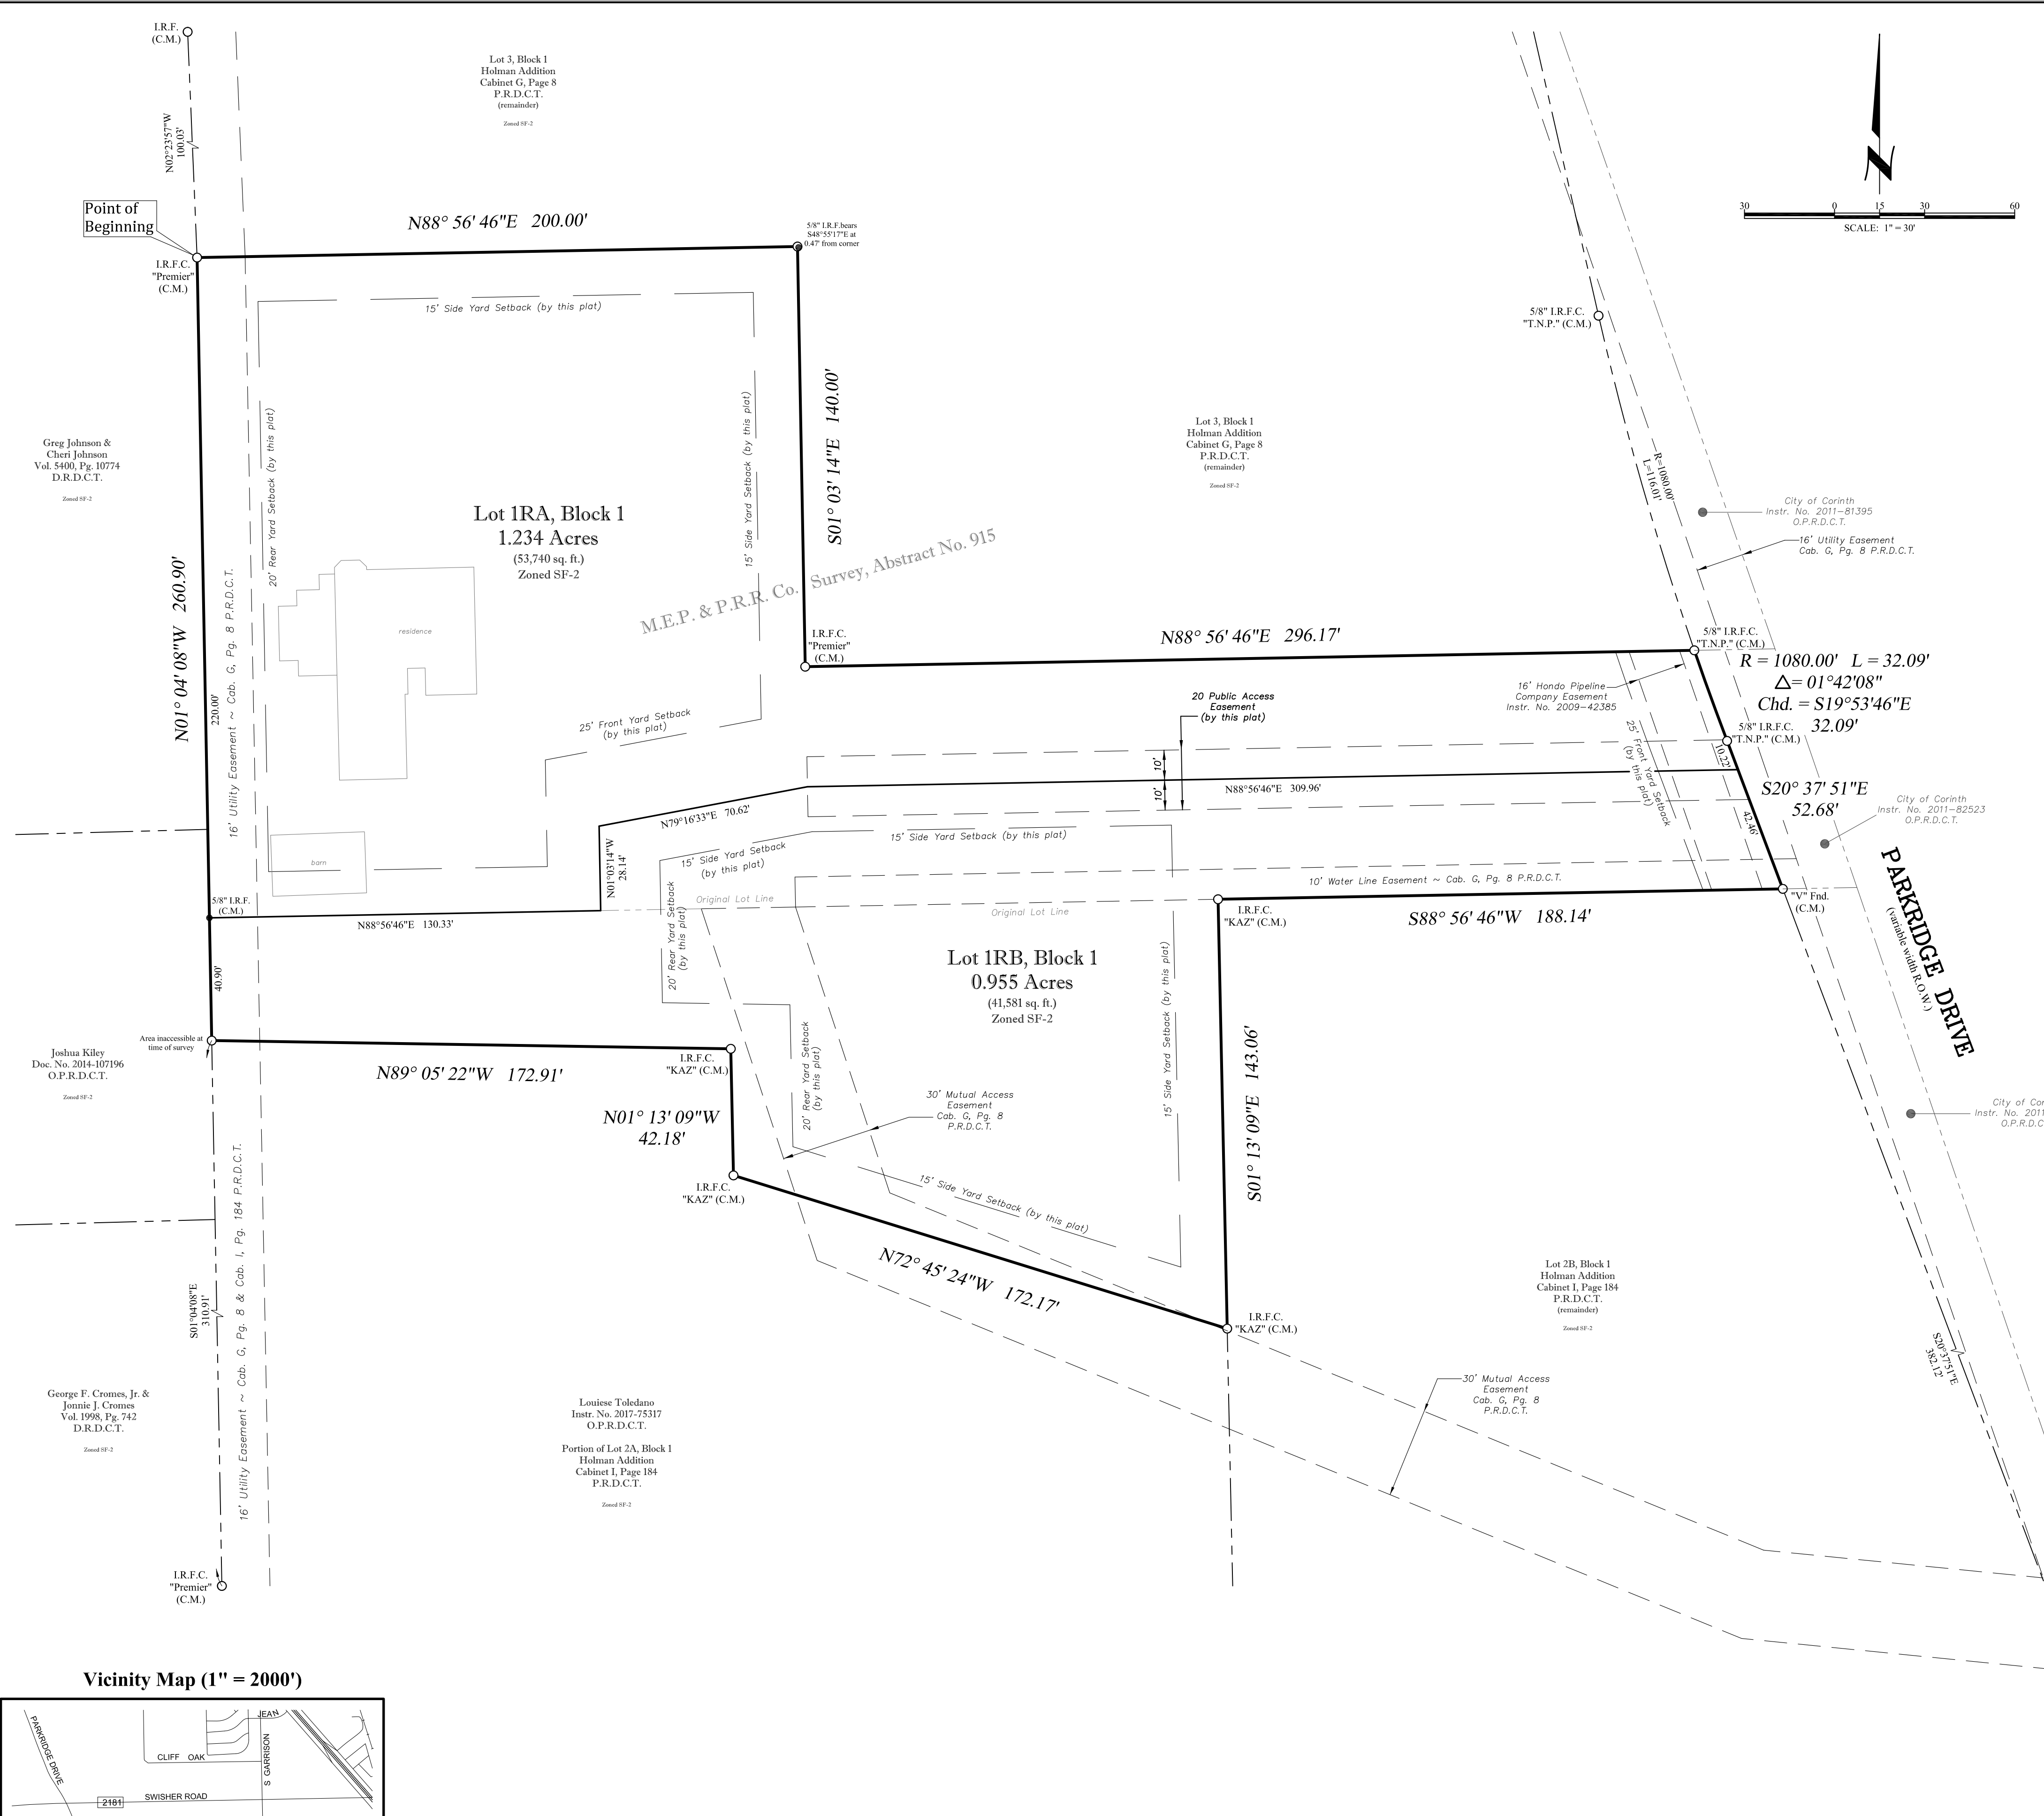 I.R.F.
(C.M.)
N02°23'57"W
100.03'
Lot 3, Block 1
Holman Addition
Cabinet G, Page 8
P.R.D.C.T.
(remainder)
Zoned SF-2
N
30 0 15 30 60
SCALE: 1" = 30'
Point of
Beginning
I.R.F.C.
"Premier"
(C.M.)
N88° 56' 46"E 200.00'
5/8" I.R.F.bears
S48°55'17"E at
0.47' from corner
15' Side Yard Setback (by this plat)
5/8" I.R.F.C.
"T.N.P." (C.M.)
Greg Johnson &
Cheri Johnson
Vol. 5400, Pg. 10774
D.R.D.C.T.
Zoned SF-2
20' Rear Yard Setback (by this plat)
15' Side Yard Setback (by this plat)
S01° 03' 14"E 140.00'
Lot 1RA, Block 1
1.234 Acres
(53,740 sq. ft.)
Zoned SF-2
Lot 3, Block 1
Holman Addition
Cabinet G, Page 8
P.R.D.C.T.
(remainder)
Zoned SF-2
R=1080.00'
L=116.01'
City of Corinth
Instr. No. 2011-81395
O.P.R.D.C.T.
16' Utility Easement
Cab. G, Pg. 8 P.R.D.C.T.
M.E.P. & P.R.R. Co. Survey, Abstract No. 915
N01° 04' 08"W 260.90'
220.00'
16' Utility Easement ~ Cab. G, Pg. 8 P.R.D.C.T.
residence
I.R.F.C.
"Premier"
(C.M.)
N88° 56' 46"E 296.17'
5/8" I.R.F.C.
"T.N.P." (C.M.)
R = 1080.00' L = 32.09'
△= 01°42'08"
Chd. = S19°53'46"E
32.09'
16' Hondo Pipeline
Company Easement
Instr. No. 2009-42385
20 Public Access
Easement
(by this plat)
25' Front Yard Setback
(by this plat)
5/8" I.R.F.C.
"T.N.P." (C.M.)
25' Front Yard Setback
(by this plat)
10.22'
10'
10'
N88°56'46"E 309.96'
S20° 37' 51"E
52.68'
42.46'
City of Corinth
Instr. No. 2011-82523
O.P.R.D.C.T.
N79°16'33"E 70.62'
15' Side Yard Setback (by this plat)
15' Side Yard Setback
(by this plat)
barn
N01°03'14"W
28.14'
10' Water Line Easement ~ Cab. G, Pg. 8 P.R.D.C.T.
PARKRIDGE DRIVE
(variable width R.O.W.)
5/8" I.R.F.
(C.M.)
N88°56'46"E 130.33'
Original Lot Line
Original Lot Line
I.R.F.C.
"KAZ" (C.M.)
S88° 56' 46"W 188.14'
"V" Fnd.
(C.M.)
20' Rear Yard Setback
(by this plat)
Lot 1RB, Block 1
0.955 Acres
(41,581 sq. ft.)
Zoned SF-2
15' Side Yard Setback (by this plat)
40.90'
Area inaccessible at
time of survey
Joshua Kiley
Doc. No. 2014-107196
O.P.R.D.C.T.
Zoned SF-2
N89° 05' 22"W 172.91'
I.R.F.C.
"KAZ" (C.M.)
20' Rear Yard Setback
(by this plat)
N01° 13' 09"W
42.18'
30' Mutual Access
Easement
Cab. G, Pg. 8
P.R.D.C.T.
S01° 13' 09"E 143.06'
City of Cor
Instr. No. 2011
O.P.R.D.C
I.R.F.C.
"KAZ" (C.M.)
15' Side Yard Setback (by this plat)
16' Utility Easement ~ Cab. G, Pg. 8 & Cab. I, Pg. 184 P.R.D.C.T.
S01°04'08"E
310.91'
N72° 45' 24"W 172.17'
Lot 2B, Block 1
Holman Addition
Cabinet I, Page 184
P.R.D.C.T.
(remainder)
Zoned SF-2
I.R.F.C.
"KAZ" (C.M.)
S20°37'51"E
382.12'
George F. Cromes, Jr. &
Jonnie J. Cromes
Vol. 1998, Pg. 742
D.R.D.C.T.
Zoned SF-2
Louiese Toledano
Instr. No. 2017-75317
O.P.R.D.C.T.
Portion of Lot 2A, Block 1
Holman Addition
Cabinet I, Page 184
P.R.D.C.T.
Zoned SF-2
30' Mutual Access
Easement
Cab. G, Pg. 8
P.R.D.C.T.
I.R.F.C.
"Premier"
(C.M.)
Vicinity Map (1" = 2000')
PARKRIDGE DRIVE
JEAN
CLIFF OAK
S GARRISON
2181
SWISHER ROAD